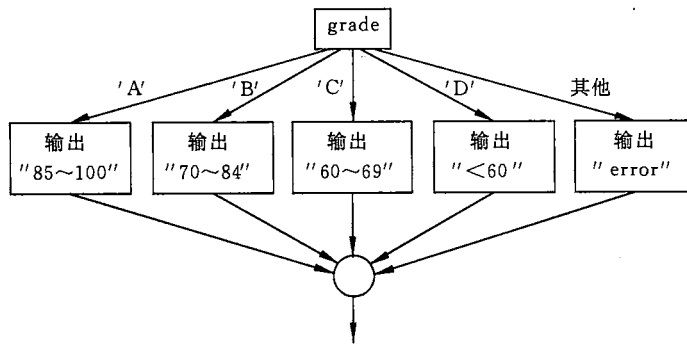 grade
'A'
'B'
'C'
'D'
其他
输出
"85～100"
输出
"70～84"
输出
"60～69"
输出
"<60"
输出
"error"